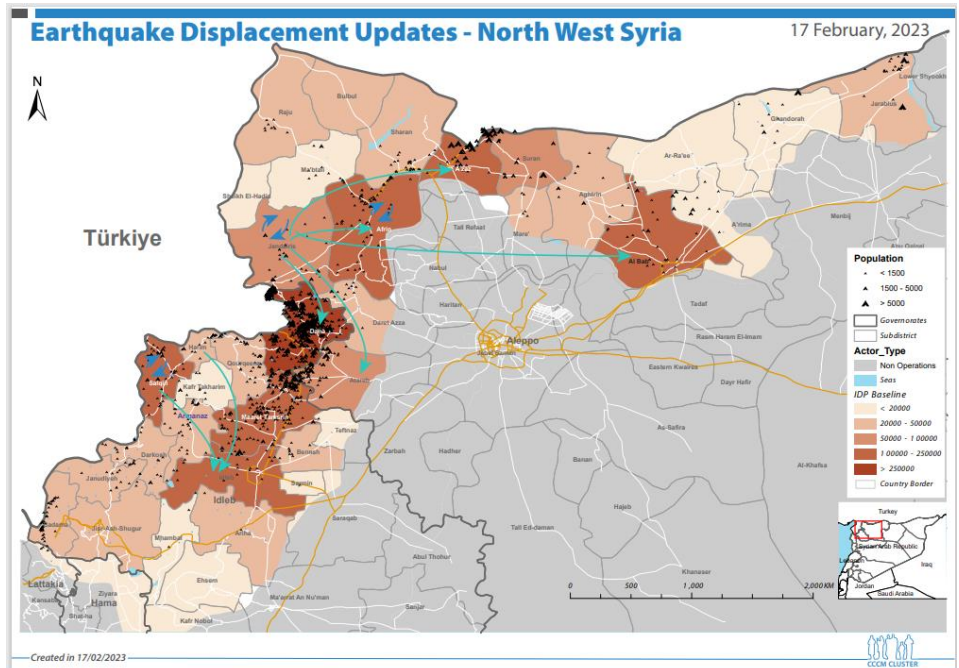 Earthquake Displacement Updates - North West Syria
17 February, 2023
N
Türkiye
Bulbul
Raju
Sharan
Ma'btali
Sheikh El-Hadid
A'zaz
Suran
Aghtrin
Ar-Ra'ee
Ghandorah
Lower Shyookh
Jarablus
Afrin
Tall Refaat
Mare'
Al Bab
A'rima
Menbij
Nabul
Haritan
Daret Azza
Dana
Atareb
Tadaf
Rasm Haram El-Imam
Eastern Kwaires
Dayr Hafir
Aleppo
Jebel Saman
Harim
Qourqeena
Salqin
Kafr Takharim
Armanaz
Maaret Tamsrin
Teftnaz
Bennsh
Darkosh
Janudiyeh
Idleb
Sarmin
Zarbah
Hadher
As-Safira
Banan
Al-Khafsa
Hajeb
Badama
Jisr-Ash-Shugur
Mhambal
Ariha
Saraqab
Tall Ed-daman
Abul Thohur
Khanaser
Ehsem
Lattakia
Ziyara
Hama
Kafr Nobol
Ma'arrat An Nu'man
Sanjar
Population
< 1500
1500 - 5000
> 5000
Governorates
Subdistrict
Actor_Type
Non Operations
Seas
IDP Baseline
< 20000
20000 - 50000
50000 - 1 00000
1 00000 - 250000
> 250000
Country Border
Turkey
Syrian Arab Republic
Iraq
Jordan
Saudi Arabia
0 500 1,000 2,000 KM
Created in 17/02/2023
CCCM CLUSTER